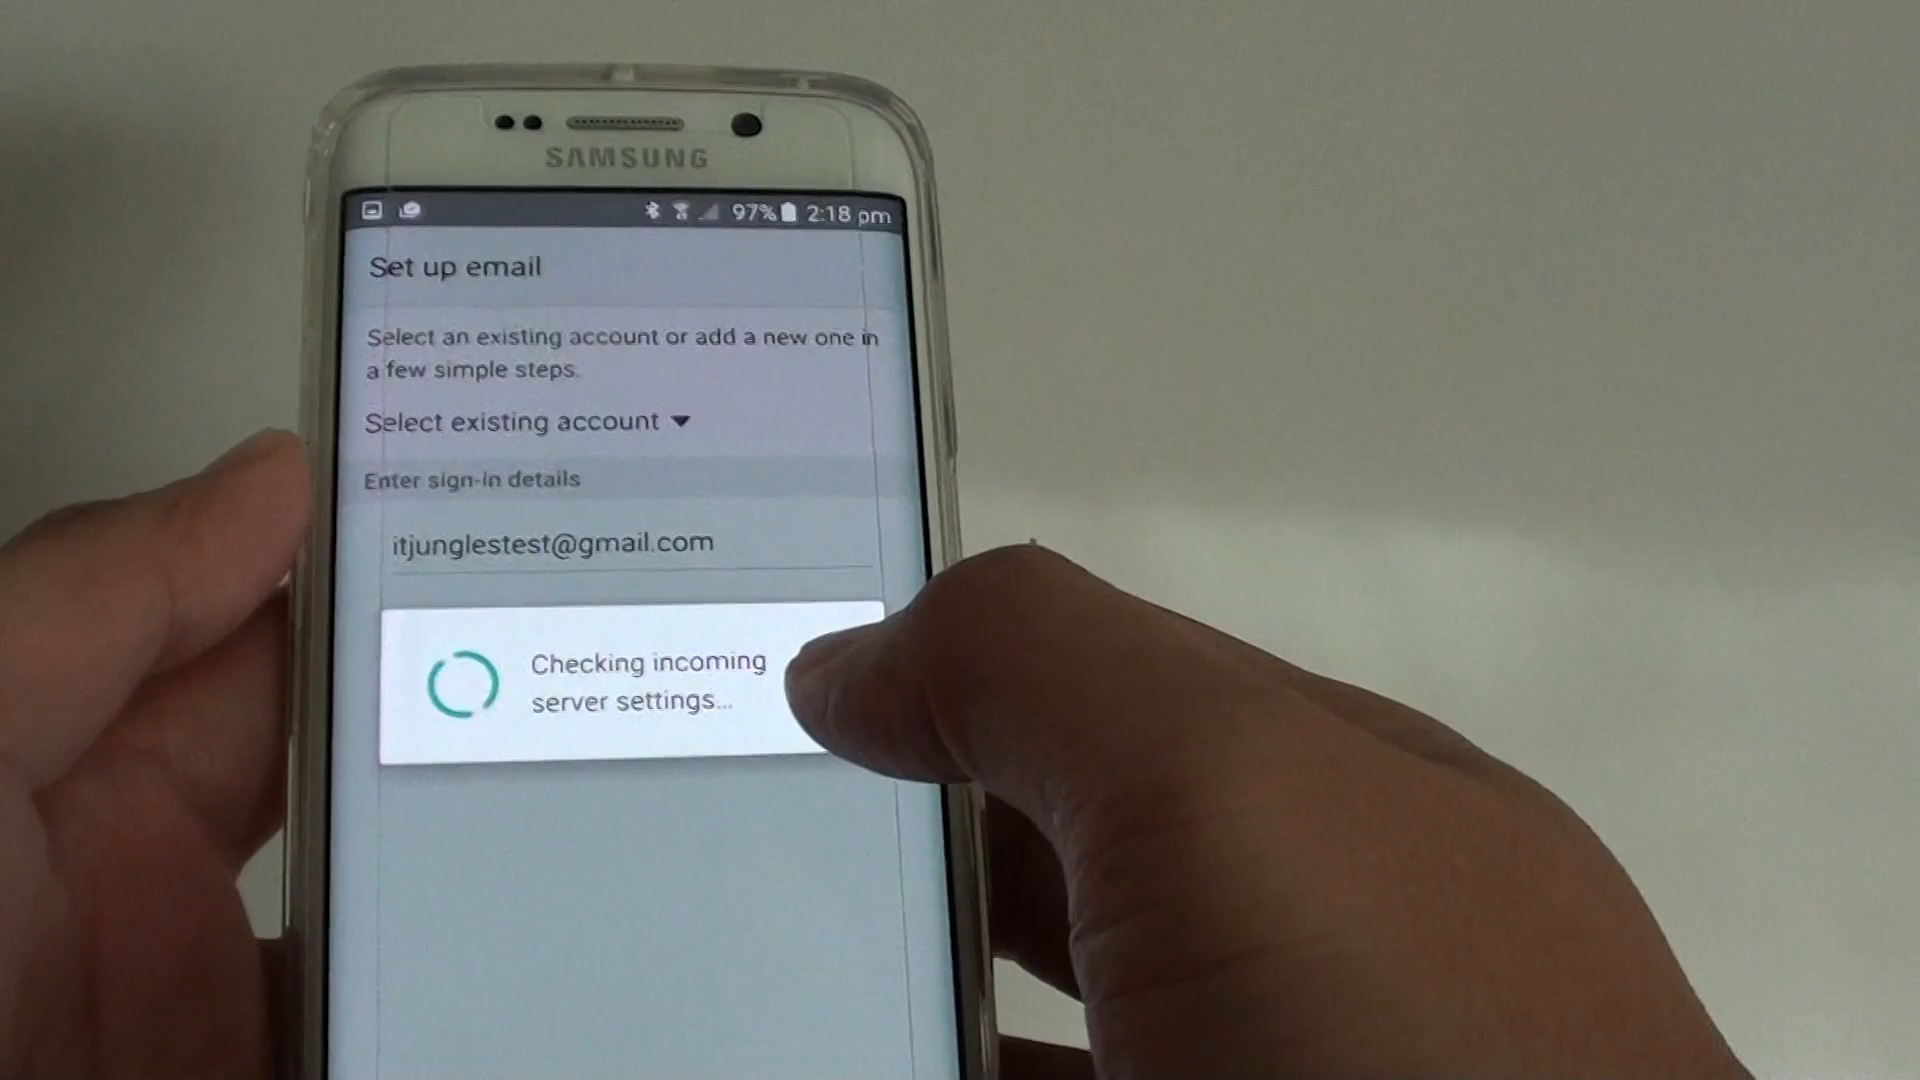 SAMSUNG
97% 2:18 pm
Set up email
Select an existing account or add a new one in
a few simple steps.
Select existing account
Enter sign-in details
itjunglestest@gmail.com
Checking incoming
server settings...